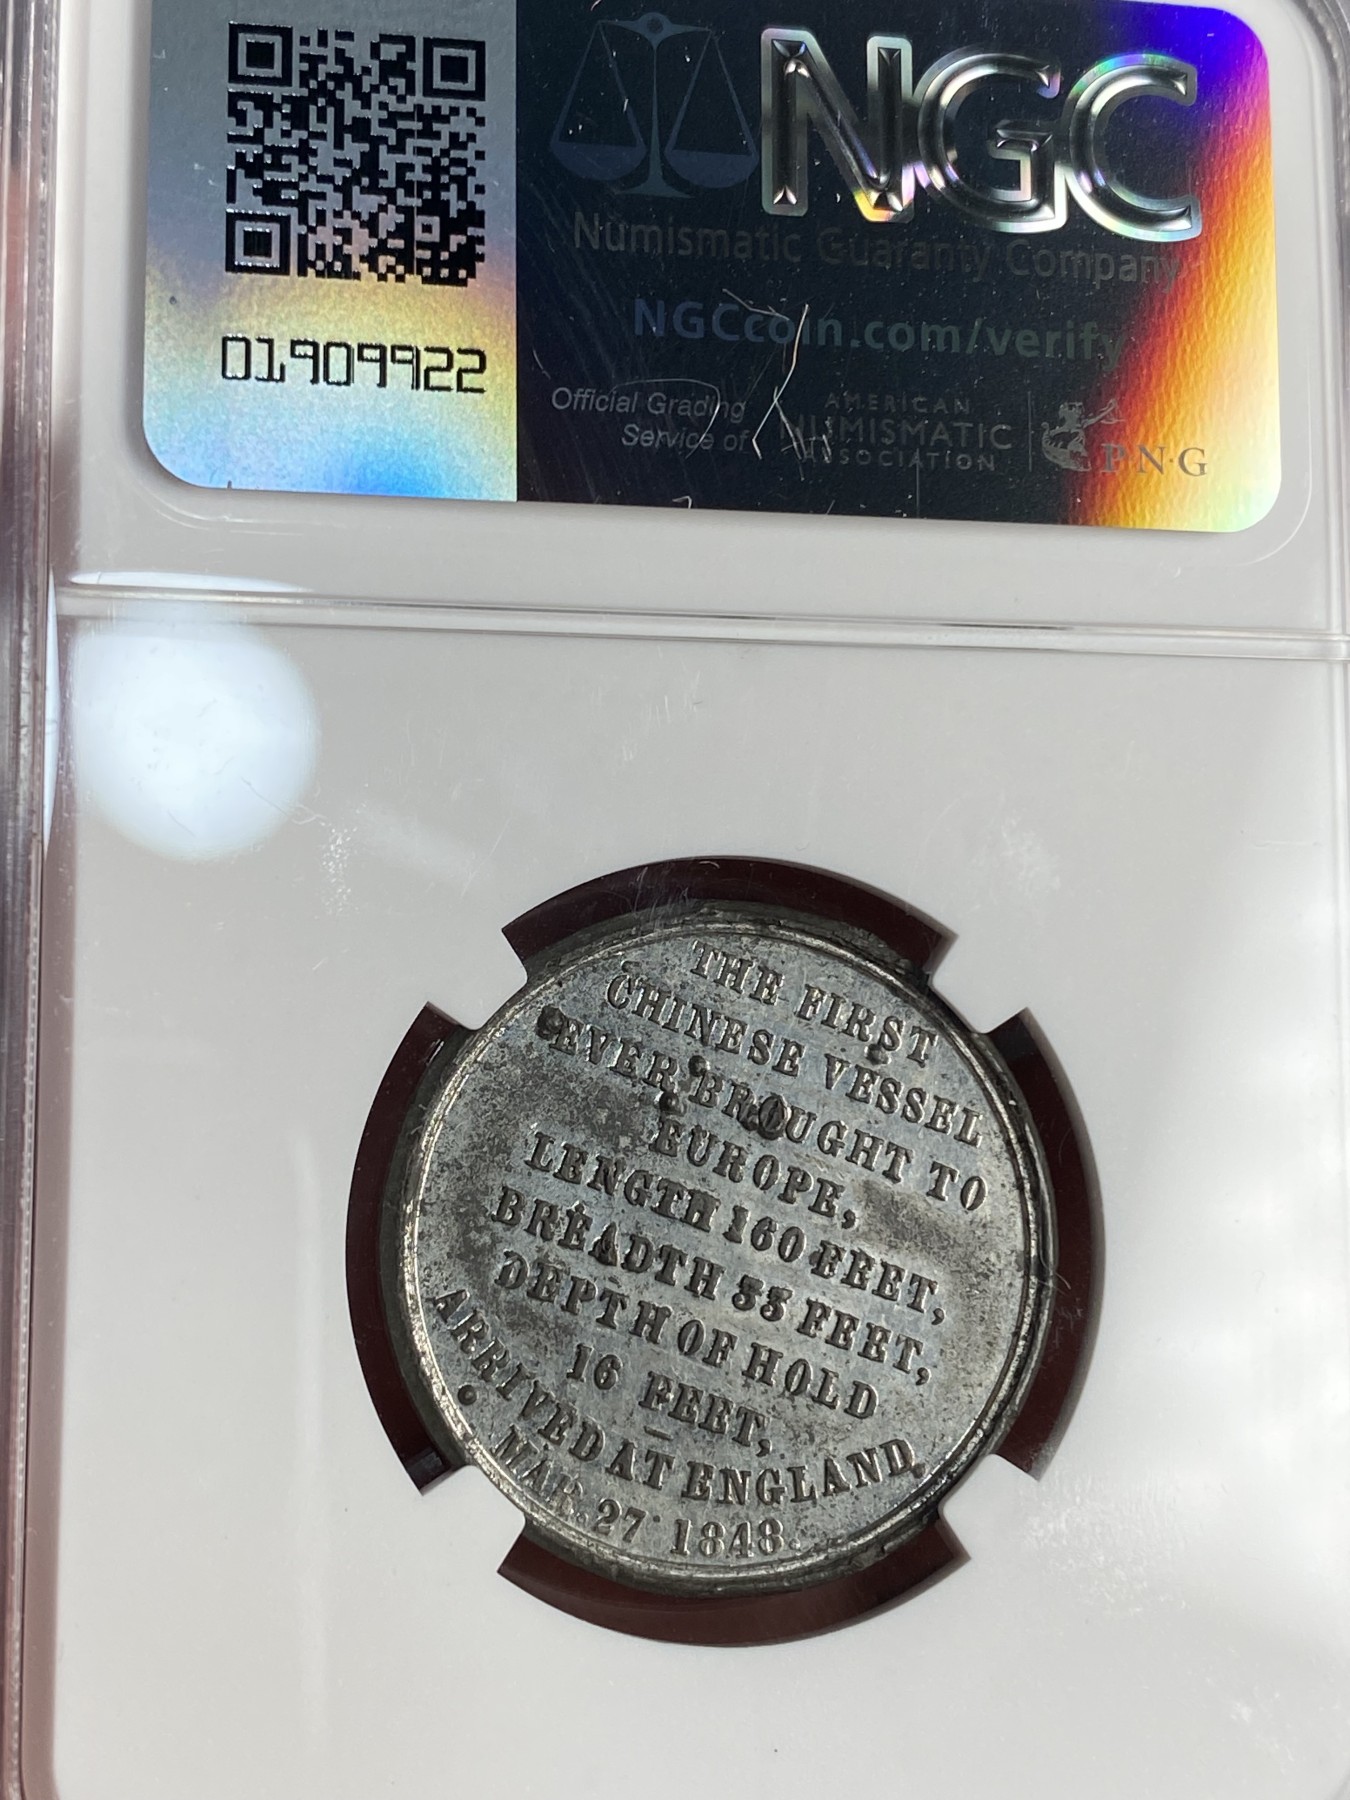 NGC
Numismatic Guaranty Company
NGCcoin.com/verify
01909922
Official Grading
Service of
AMERICAN
NUMISMATIC
ASSOCIATION
P·N·G
THE FIRST
CHINESE VESSEL
EVER BROUGHT TO
EUROPE,
LENGTH 160 FEET,
BREADTH 33 FEET,
DEPTH OF HOLD
16 FEET,
ARRIVED AT ENGLAND
MAR. 27 1848.